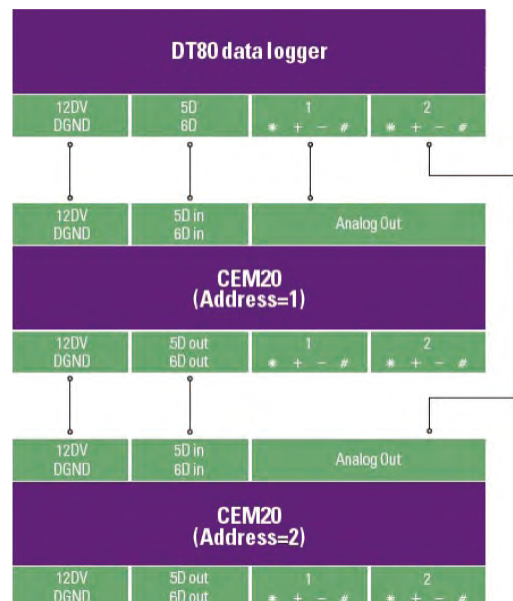 DT80 data logger
12DV 5D 1 2
DGND 6D * + - # * + - #
12DV 5D in Analog Out
DGND 6D in
CEM20
(Address=1)
12DV 5D out 1 2
DGND 6D out * + - # * + - #
12DV 5D in Analog Out
DGND 6D in
CEM20
(Address=2)
12DV 5D out 1 2
DGND 6D out * + - # * + - #